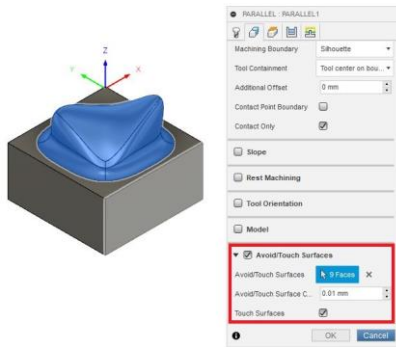 Z
Y
X
PARALLEL : PARALLEL1
Machining Boundary Silhouette
Tool Containment Tool center on bou...
Additional Offset 0 mm
Contact Point Boundary
Contact Only
Slope
Rest Machining
Tool Orientation
Model
Avoid/Touch Surfaces
Avoid/Touch Surfaces 9 Faces
Avoid/Touch Surface C... 0.01 mm
Touch Surfaces
OK Cancel